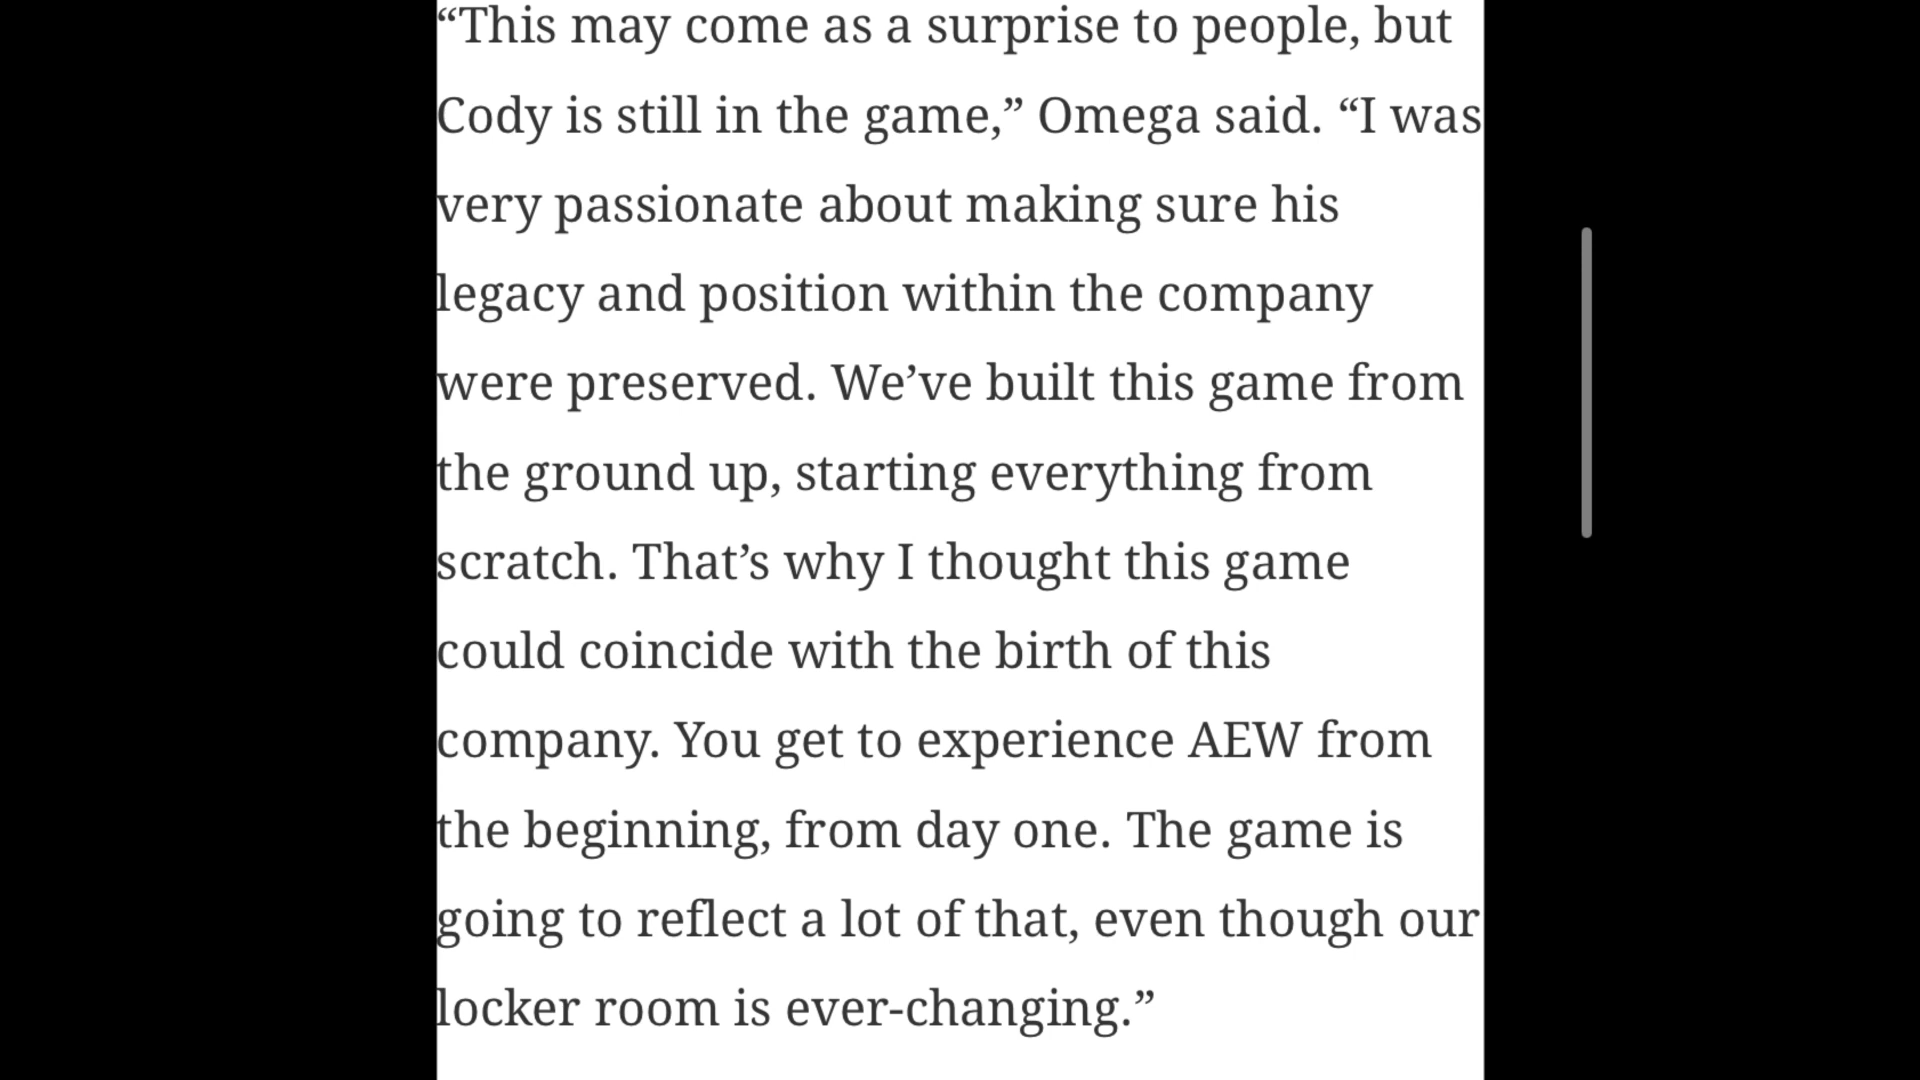 “This may come as a surprise to people, but
Cody is still in the game,” Omega said. “I was
very passionate about making sure his
legacy and position within the company
were preserved. We’ve built this game from
the ground up, starting everything from
scratch. That’s why I thought this game
could coincide with the birth of this
company. You get to experience AEW from
the beginning, from day one. The game is
going to reflect a lot of that, even though our
locker room is ever-changing.”